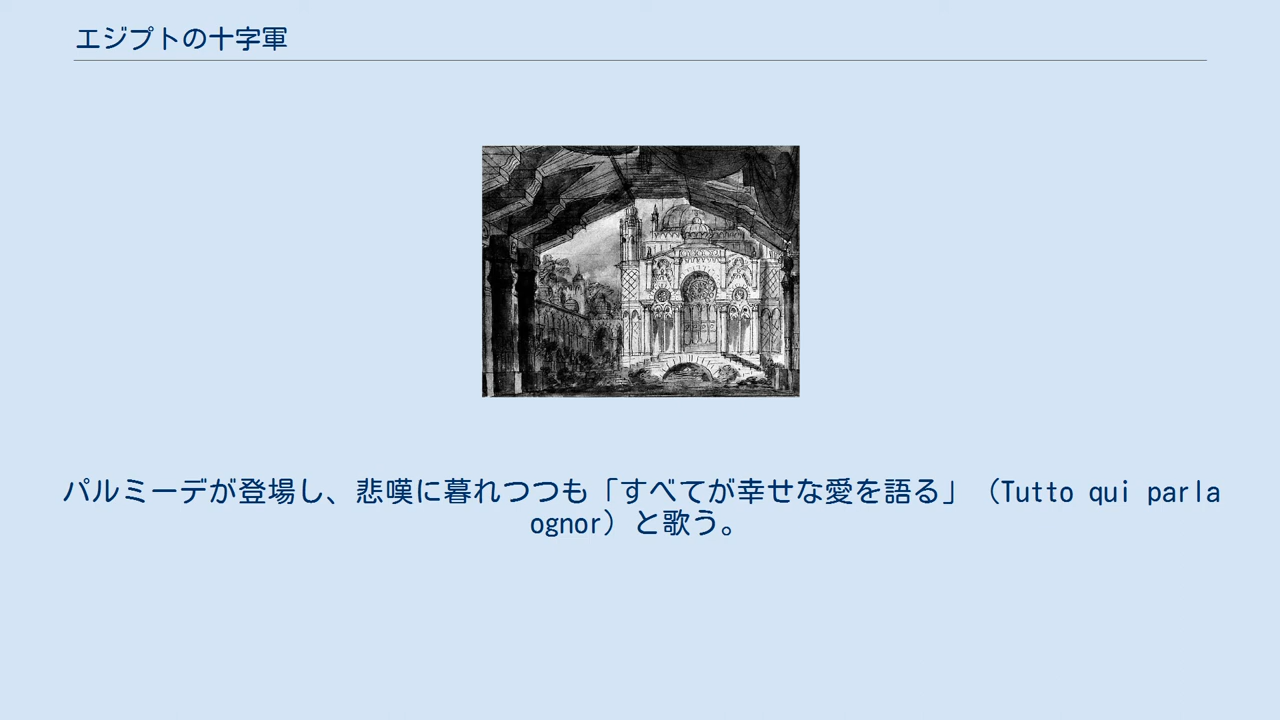 エジプトの十字軍
パルミーデが登場し、悲嘆に暮れつつも「すべてが幸せな愛を語る」（Tutto qui parla
ognor）と歌う。